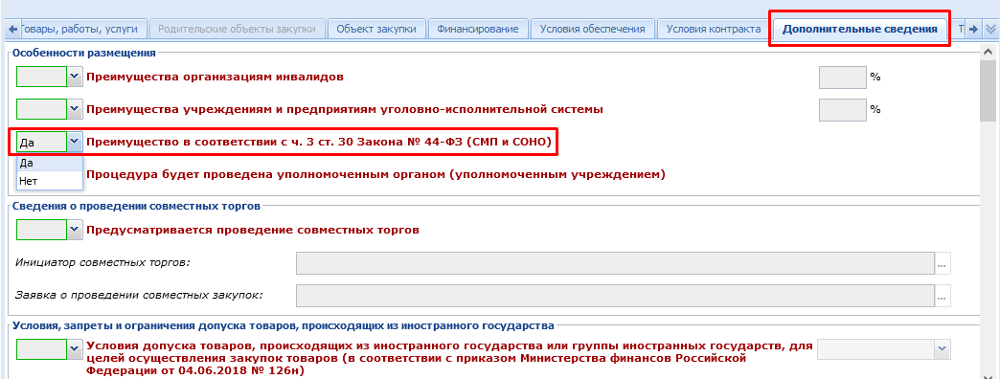 Товары, работы, услуги Родительские объекты закупки Объект закупки Финансирование Условия обеспечения Условия контракта Дополнительные сведения
Особенности размещения
Преимущества организациям инвалидов %
Преимущества учреждениям и предприятиям уголовно-исполнительной системы %
Да Преимущество в соответствии с ч. 3 ст. 30 Закона № 44-ФЗ (СМП и СОНО)
Да
Нет
Процедура будет проведена уполномоченным органом (уполномоченным учреждением)
Сведения о проведении совместных торгов
Предусматривается проведение совместных торгов
Инициатор совместных торгов: ...
Заявка о проведении совместных закупок: ...
Условия, запреты и ограничения допуска товаров, происходящих из иностранного государства
Условия допуска товаров, происходящих из иностранного государства или группы иностранных государств, для
целей осуществления закупок товаров (в соответствии с приказом Министерства финансов Российской
Федерации от 04.06.2018 № 126н)